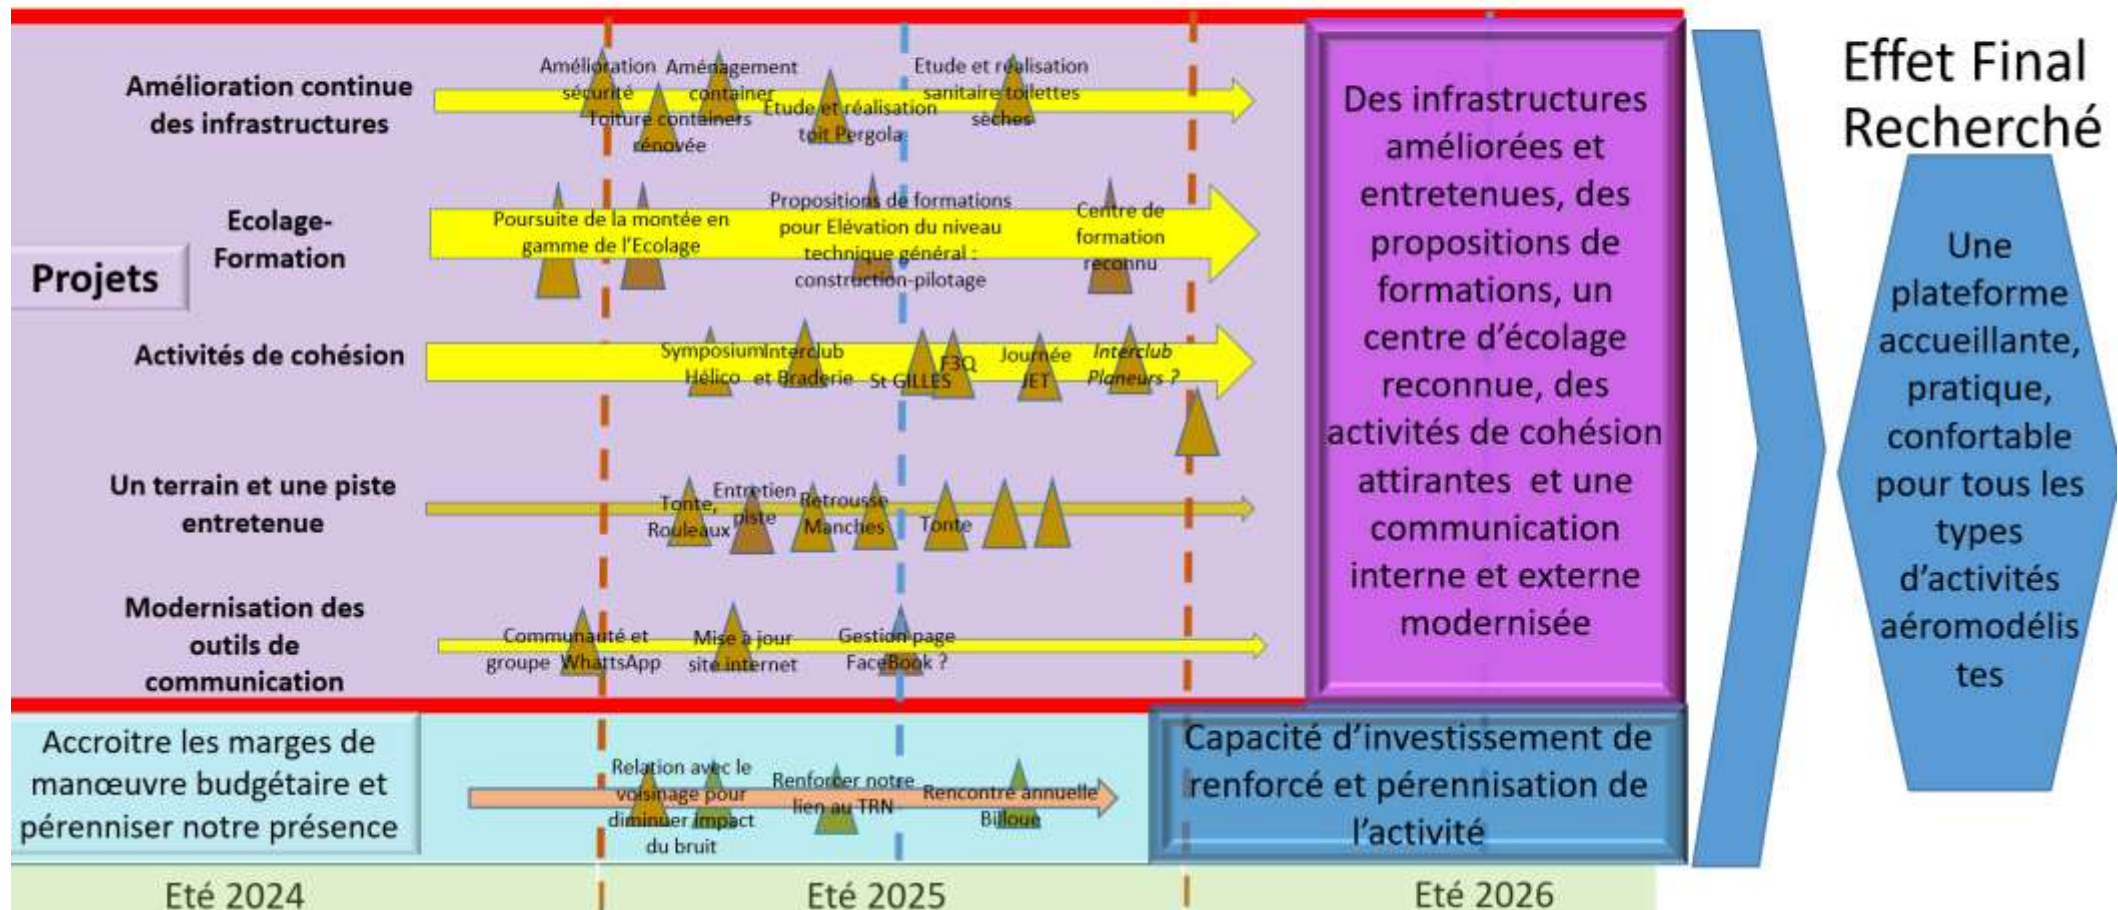 Effet Final
Recherché
Amélioration continue
des infrastructures
Amélioration
sécurité
Toiture containers
rénovée
Aménagement
container
Etude et réalisation
toit Pergola
Etude et réalisation
sanitaire toilettes
sèches
Projets
Ecolage-
Formation
Poursuite de la montée en
gamme de l’Ecolage
Propositions de formations
pour Elévation du niveau
technique général :
construction-pilotage
Centre de
formation
reconnu
Activités de cohésion
Symposium
Hélico
Interclub
et Braderie
St GILLES
F3Q
Journée
JET
Interclub
Planeurs ?
Un terrain et une piste
entretenue
Tonte,
Rouleaux
Entretien
piste
Retrousse
Manches
Tonte
Modernisation des
outils de
communication
Communauté et
groupe WhattsApp
Mise à jour
site internet
Gestion page
FaceBook ?
Des infrastructures
améliorées et
entretenues, des
propositions de
formations, un
centre d’écolage
reconnue, des
activités de cohésion
attirantes et une
communication
interne et externe
modernisée
Une
plateforme
accueillante,
pratique,
confortable
pour tous les
types
d’activités
aéromodélis
tes
Accroitre les marges de
manœuvre budgétaire et
pérenniser notre présence
Relation avec le
voisinage pour
diminuer impact
du bruit
Renforcer notre
lien au TRN
Rencontre annuelle
Billoue
Capacité d’investissement de
renforcé et pérennisation de
l’activité
Eté 2024
Eté 2025
Eté 2026